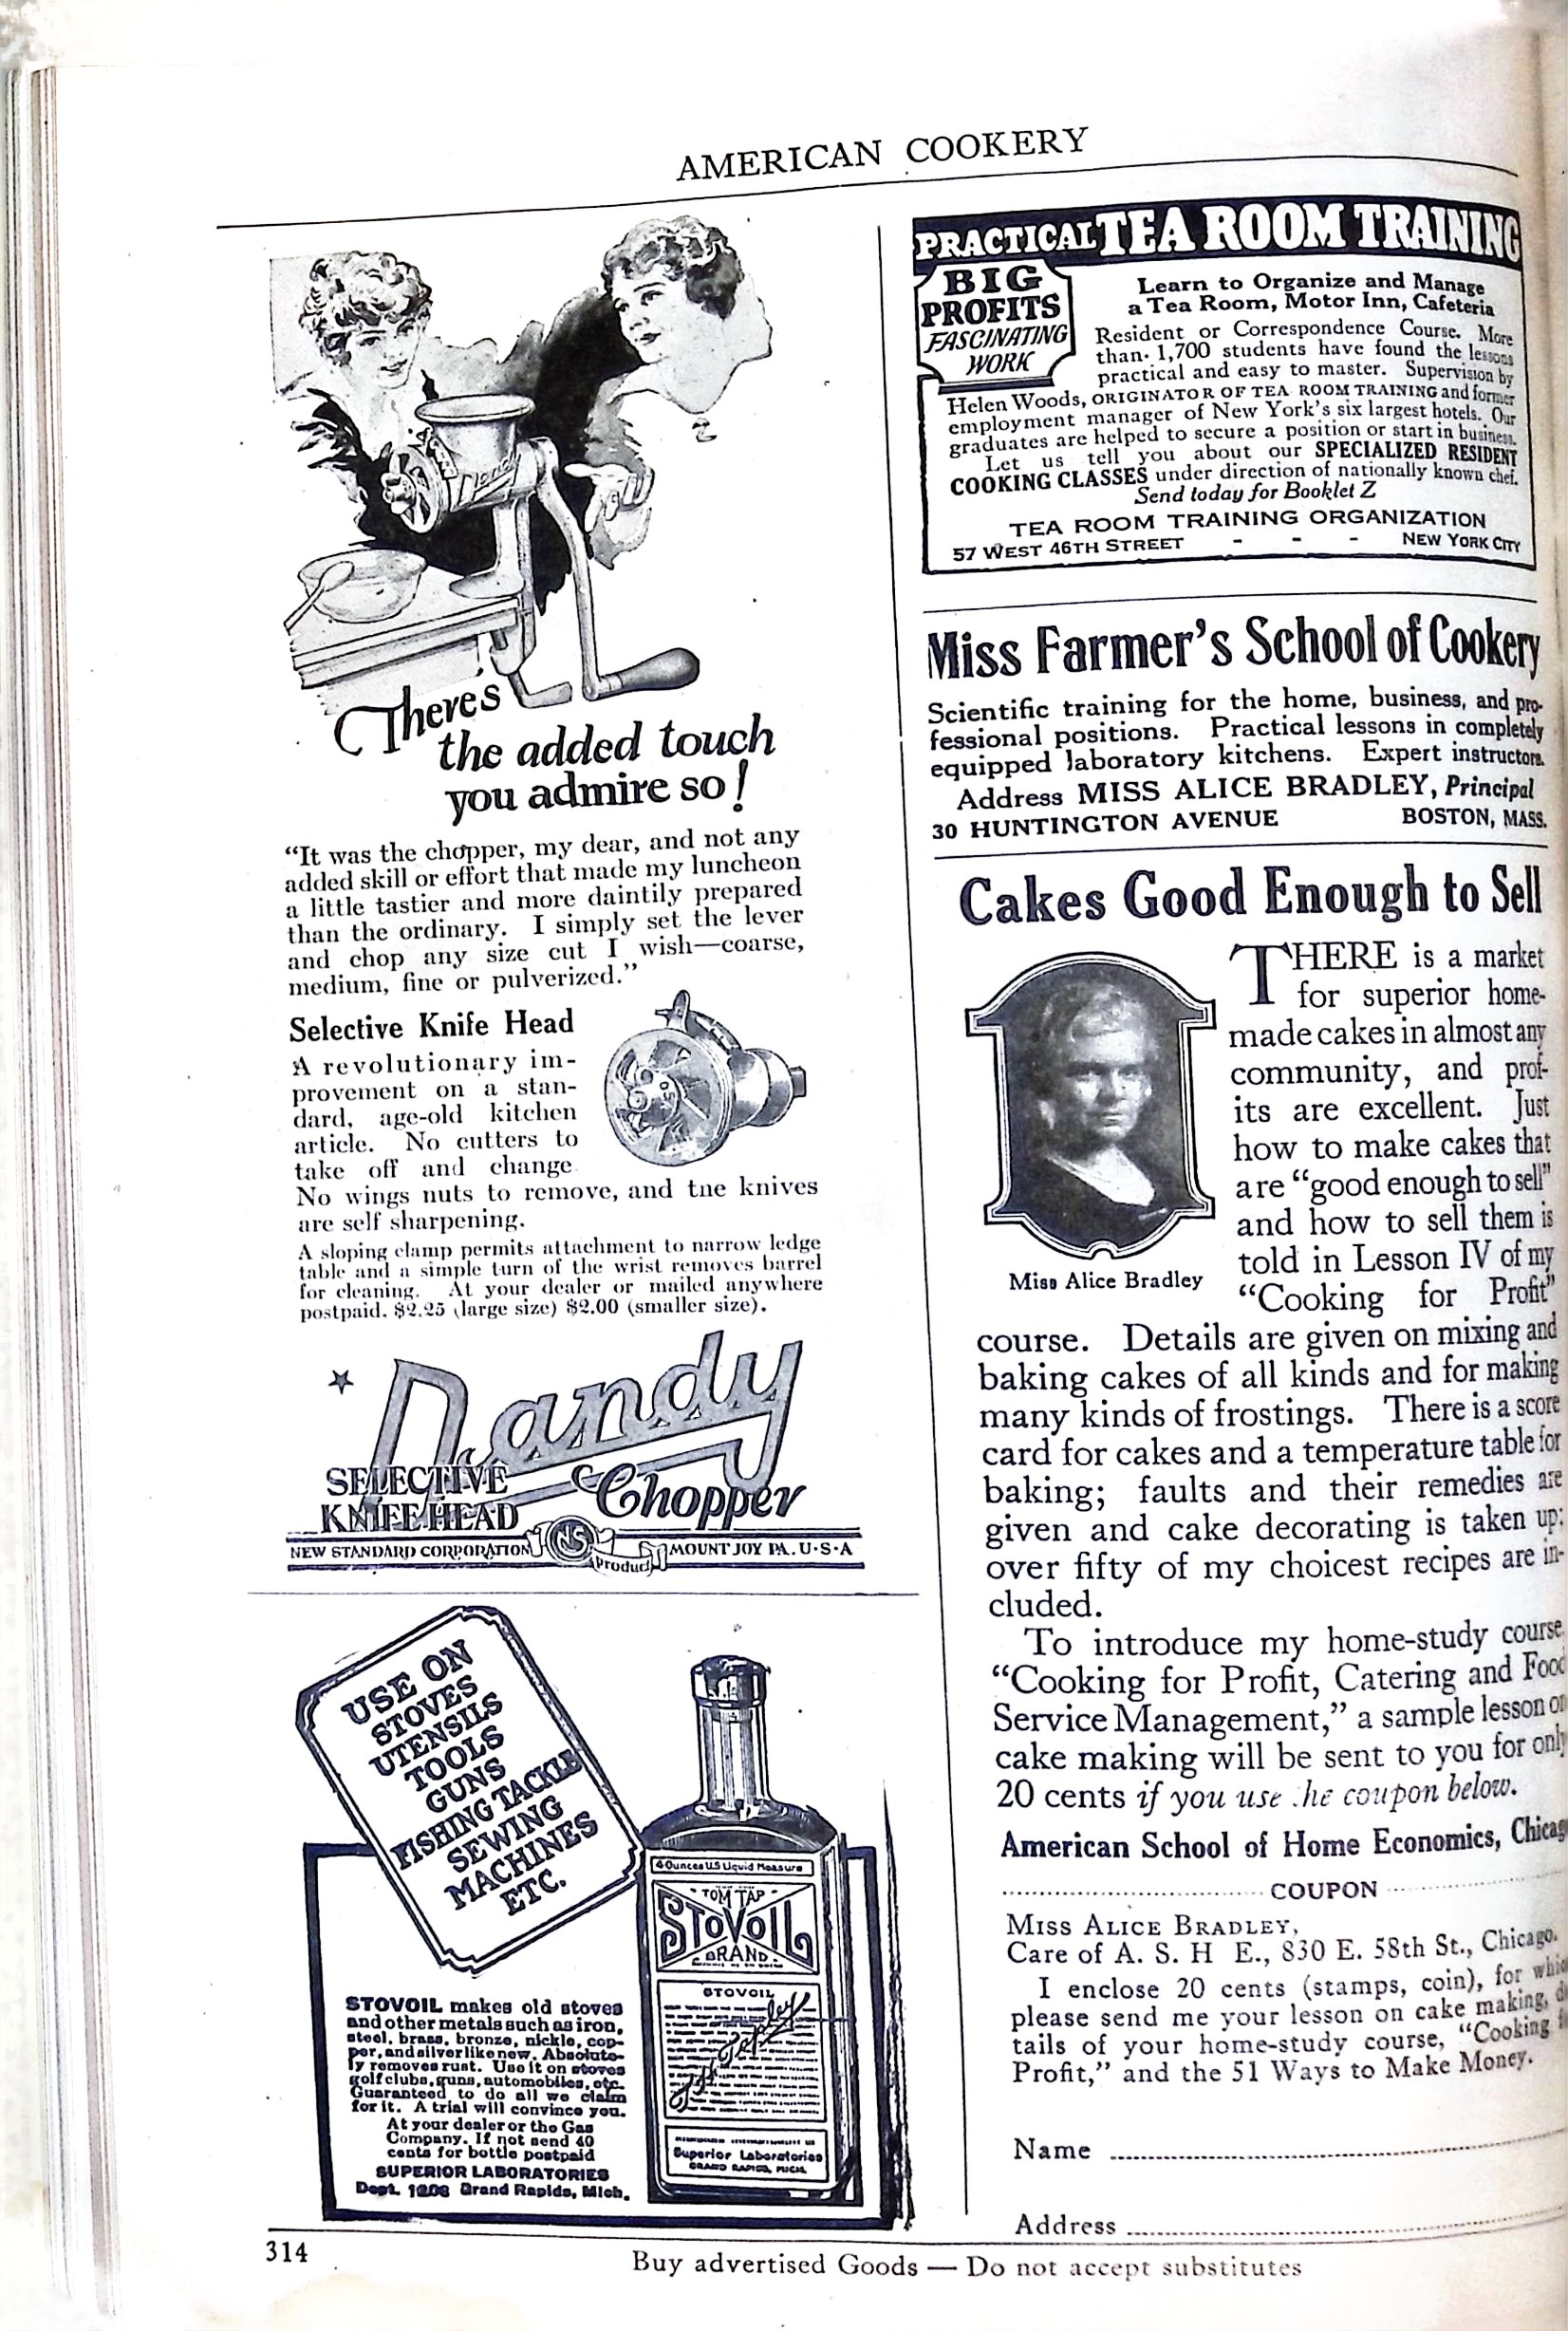 AMERICAN COOKERY
There's
the added touch
you admire so!
"It was the chopper, my dear, and not any
added skill or effort that made my luncheon
a little tastier and more daintily prepared
than the ordinary. I simply set the lever
and chop any size cut I wish—coarse,
medium, fine or pulverized."
Selective Knife Head
A revolutionary im-
provement on a stan-
dard, age-old kitchen
article. No cutters to
take off and change
No wings nuts to remove, and the knives
are self sharpening.
A sloping clamp permits attachment to narrow ledge
table and a simple turn of the wrist removes barrel
for cleaning. At your dealer or mailed anywhere
postpaid. $2.25 (large size) $2.00 (smaller size).
Dandy
SELECTIVE
KNIFE HEAD
Chopper
NEW STANDARD CORPORATION NS Product MOUNT JOY PA. U·S·A
USE ON
STOVES
UTENSILS
TOOLS
GUNS
FISHING TACKLE
SEWING
MACHINES
ETC.
STOVOIL makes old stoves
and other metals such as iron,
steel, brass, bronze, nickle, cop-
per, and silver like new. Absolute-
ly removes rust. Use it on stoves
golf clubs, guns, automobiles, etc.
Guaranteed to do all we claim
for it. A trial will convince you.
At your dealer or the Gas
Company. If not send 40
cents for bottle postpaid
SUPERIOR LABORATORIES
Dept. 1208 Grand Rapids, Mich.
4 Ounces U.S Liquid Measure
TOM TAP
STOVOIL
BRAND
STOVOIL
Superior Laboratories
GRAND RAPIDS, MICH.
PRACTICAL TEA ROOM TRAINING
BIG
PROFITS
FASCINATING
WORK
Learn to Organize and Manage
a Tea Room, Motor Inn, Cafeteria
Resident or Correspondence Course. More
than 1,700 students have found the lessons
practical and easy to master. Supervision by
Helen Woods, ORIGINATOR OF TEA ROOM TRAINING and former
employment manager of New York's six largest hotels. Our
graduates are helped to secure a position or start in business.
Let us tell you about our SPECIALIZED RESIDENT
COOKING CLASSES under direction of nationally known chef.
Send today for Booklet Z
TEA ROOM TRAINING ORGANIZATION
57 WEST 46TH STREET - - - NEW YORK CITY
Miss Farmer's School of Cookery
Scientific training for the home, business, and pro-
fessional positions. Practical lessons in completely
equipped laboratory kitchens. Expert instructors.
Address MISS ALICE BRADLEY, Principal
30 HUNTINGTON AVENUE BOSTON, MASS.
Cakes Good Enough to Sell
THERE is a market
for superior home-
made cakes in almost any
community, and prof-
its are excellent. Just
how to make cakes that
are "good enough to sell"
and how to sell them is
told in Lesson IV of my
"Cooking for Profit"
Miss Alice Bradley
course. Details are given on mixing and
baking cakes of all kinds and for making
many kinds of frostings. There is a score
card for cakes and a temperature table for
baking; faults and their remedies are
given and cake decorating is taken up;
over fifty of my choicest recipes are in-
cluded.
To introduce my home-study course
"Cooking for Profit, Catering and Food
Service Management," a sample lesson on
cake making will be sent to you for only
20 cents if you use he coupon below.
American School of Home Economics, Chicag
COUPON
MISS ALICE BRADLEY,
Care of A. S. H E., 830 E. 58th St., Chicago.
I enclose 20 cents (stamps, coin), for whic
please send me your lesson on cake making, d
tails of your home-study course, "Cooking f
Profit," and the 51 Ways to Make Money.
Name
Address
314
Buy advertised Goods — Do not accept substitutes